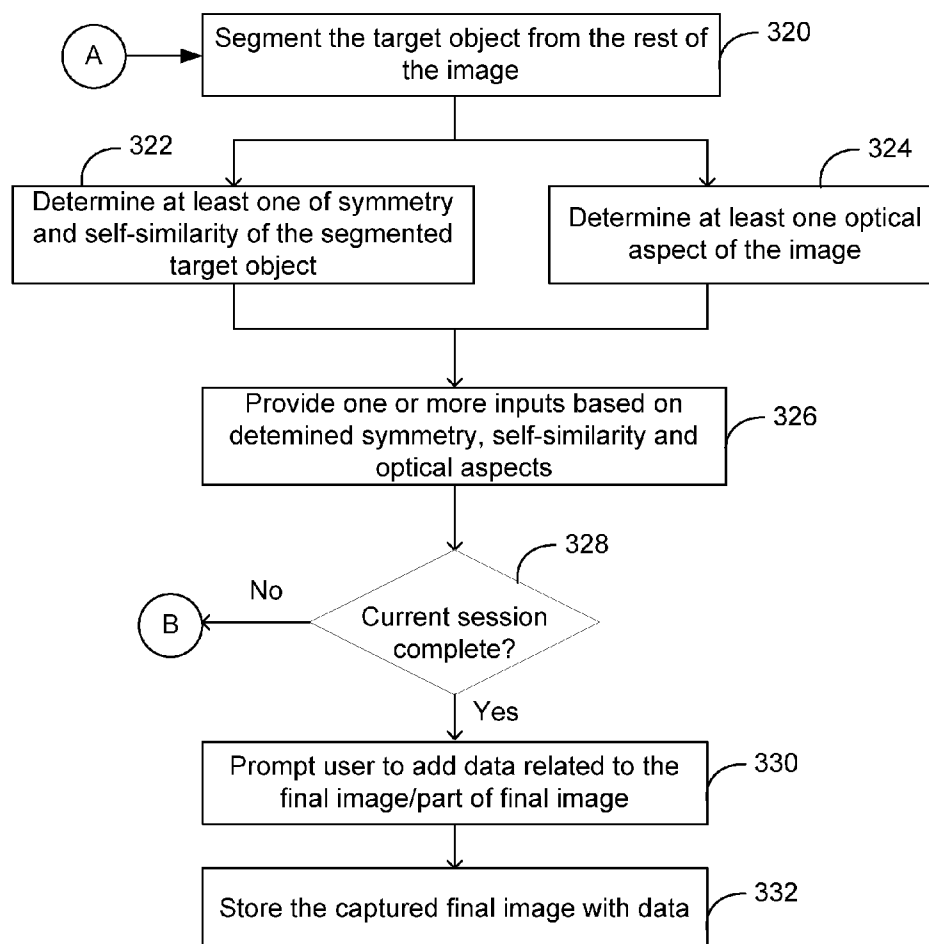 A
Segment the target object from the rest of
the image
320
322
324
Determine at least one of symmetry
and self-similarity of the segmented
target object
Determine at least one optical
aspect of the image
Provide one or more inputs based on
detemined symmetry, self-similarity and
optical aspects
326
328
No
B
Current session
complete?
Yes
Prompt user to add data related to the
final image/part of final image
330
Store the captured final image with data
332